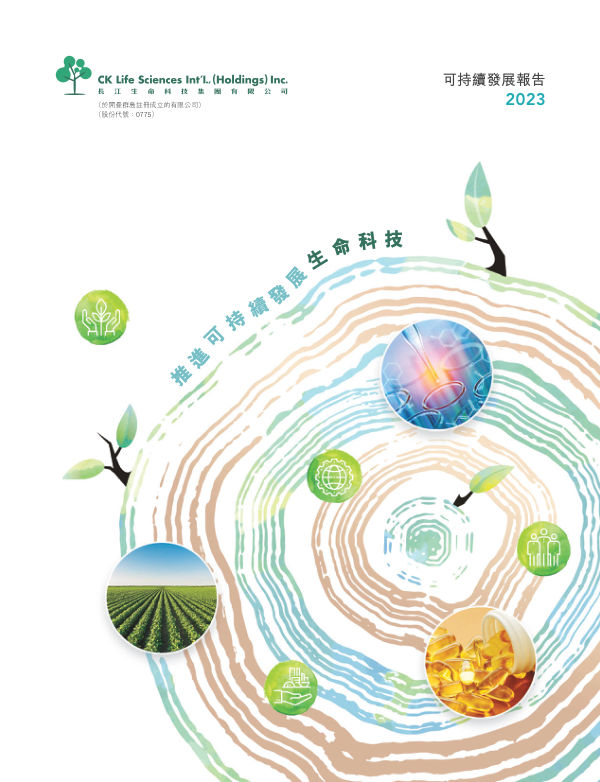 CK Life Sciences Int'l., (Holdings) Inc.
長江生命科技集團有限公司
(於開曼群島註冊成立的有限公司)
(股份代號：0775)
可持續發展報告
2023
推進可持續發展生命科技